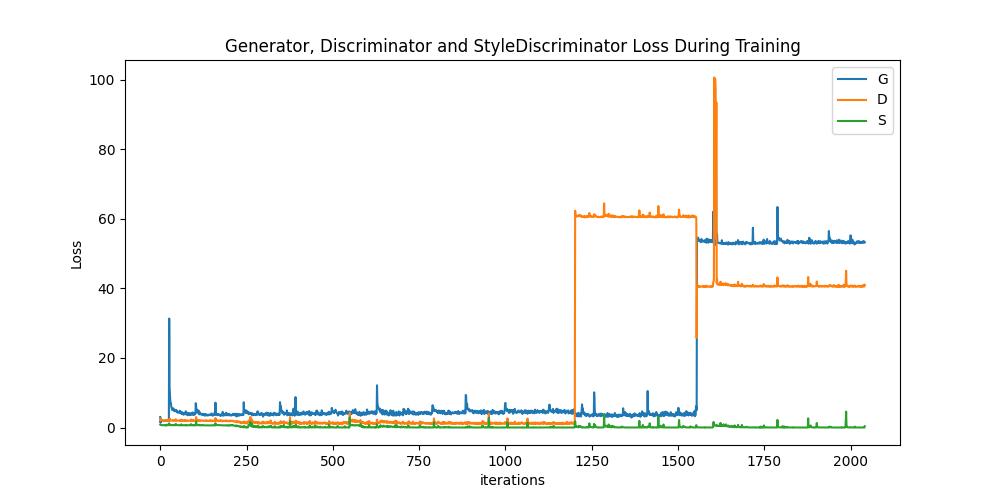 Generator, Discriminator and StyleDiscriminator Loss During Training
G
D
S
100
80
60
40
20
0
Loss
0 250 500 750 1000 1250 1500 1750 2000
iterations